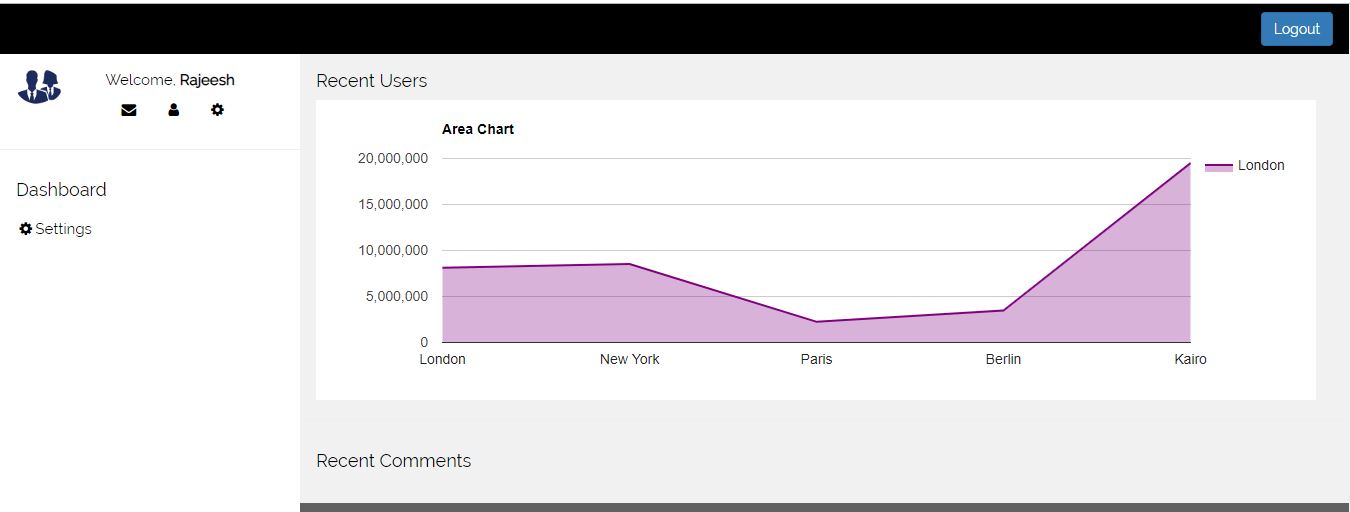 Logout
Welcome, Rajeesh
Dashboard
Settings
Recent Users
Area Chart
20,000,000
15,000,000
10,000,000
5,000,000
0
London New York Paris Berlin Kairo
London
Recent Comments